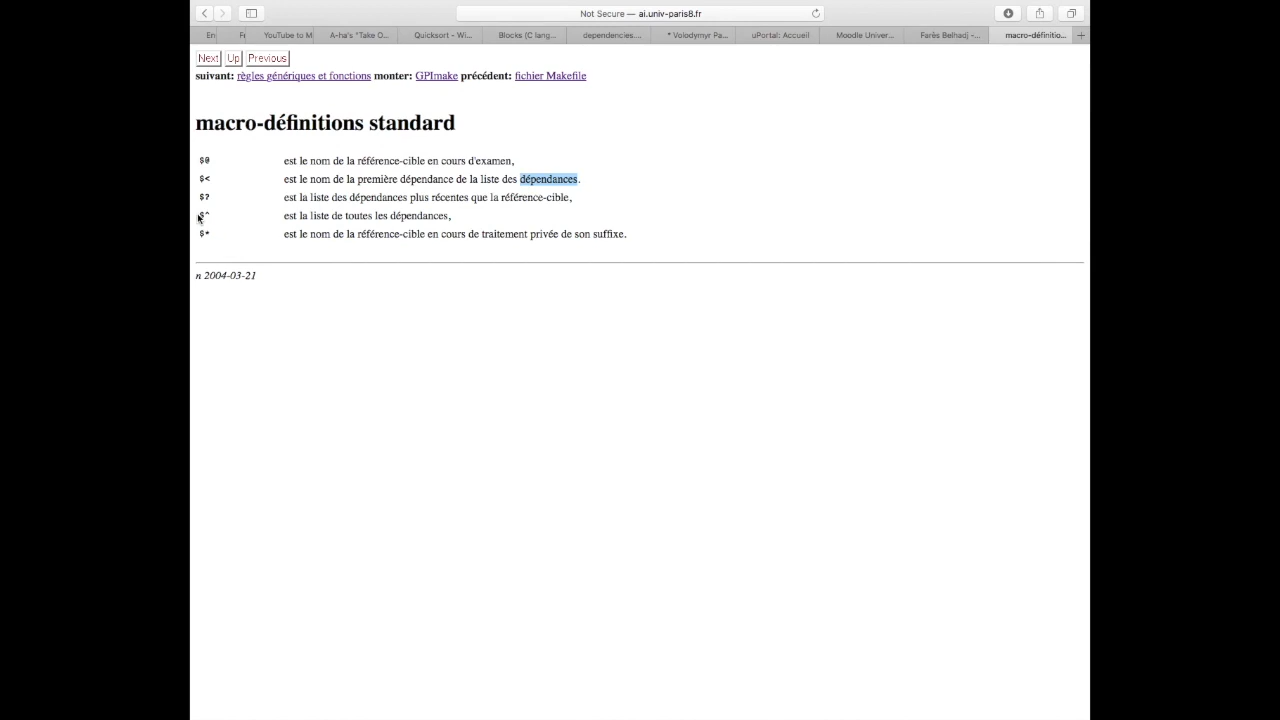 Not Secure — ai.univ-paris8.fr
En
Fr
YouTube to M
A-ha's "Take O...
Quicksort - Wi...
Blocks (C lang...
dependencies....
* Volodymyr Pa...
uPortal: Accueil
Moodle Univer...
Farès Belhadj -...
macro-définitio...
Next Up Previous
suivant: règles génériques et fonctions monter: GPImake précédent: fichier Makefile
macro-définitions standard
$@ est le nom de la référence-cible en cours d'examen,
$< est le nom de la première dépendance de la liste des dépendances.
$? est la liste des dépendances plus récentes que la référence-cible,
$^ est la liste de toutes les dépendances,
$* est le nom de la référence-cible en cours de traitement privée de son suffixe.
n 2004-03-21